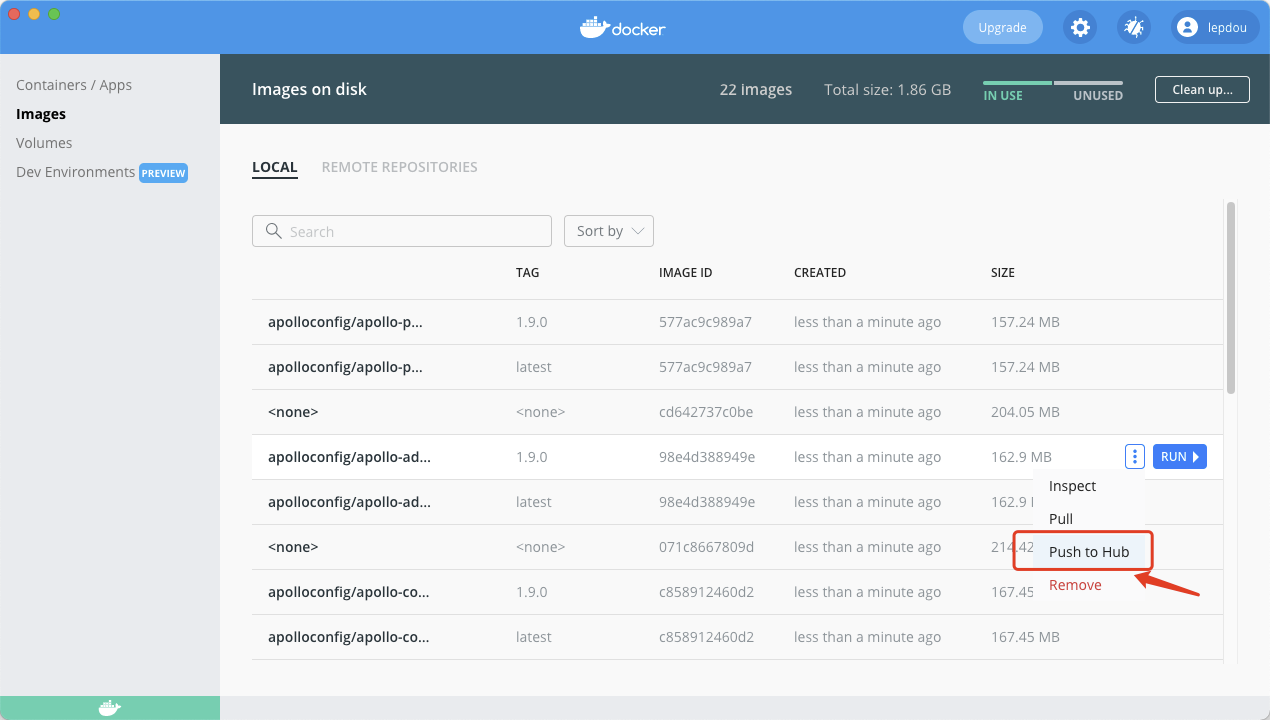 docker
Upgrade
lepdou
Containers / Apps
Images
Volumes
Dev Environments PREVIEW
Images on disk
22 images
Total size: 1.86 GB
IN USE
UNUSED
Clean up...
LOCAL
REMOTE REPOSITORIES
Search
Sort by
TAG IMAGE ID CREATED SIZE
apolloconfig/apollo-p... 1.9.0 577ac9c989a7 less than a minute ago 157.24 MB
apolloconfig/apollo-p... latest 577ac9c989a7 less than a minute ago 157.24 MB
<none> <none> cd642737c0be less than a minute ago 204.05 MB
apolloconfig/apollo-ad... 1.9.0 98e4d388949e less than a minute ago 162.9 MB RUN
apolloconfig/apollo-ad... latest 98e4d388949e less than a minute ago 162.9
<none> <none> 071c8667809d less than a minute ago 214.42
apolloconfig/apollo-co... 1.9.0 c858912460d2 less than a minute ago 167.45
apolloconfig/apollo-co... latest c858912460d2 less than a minute ago 167.45 MB
Inspect
Pull
Push to Hub
Remove